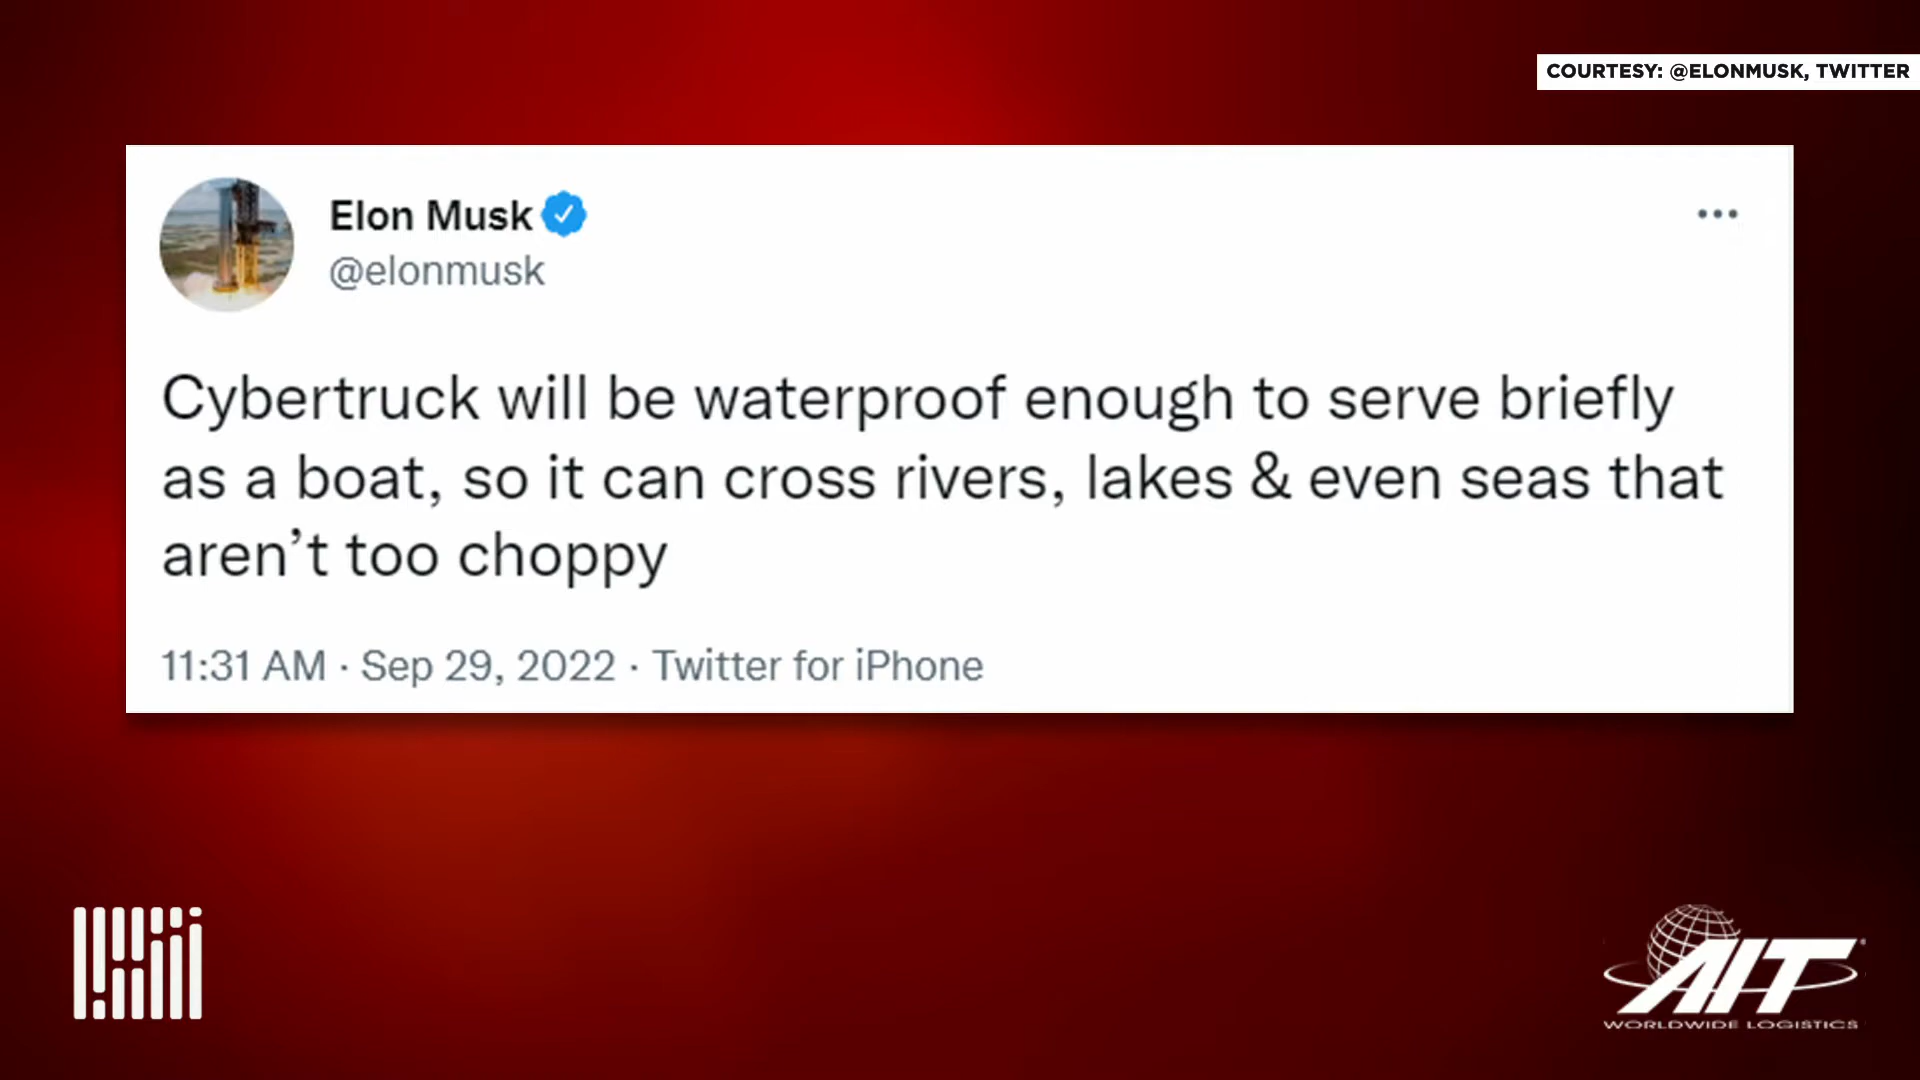 COURTESY: @ELONMUSK, TWITTER
Elon Musk
@elonmusk
Cybertruck will be waterproof enough to serve briefly
as a boat, so it can cross rivers, lakes & even seas that
aren’t too choppy
11:31 AM · Sep 29, 2022 · Twitter for iPhone
AIT
WORLDWIDE LOGISTICS